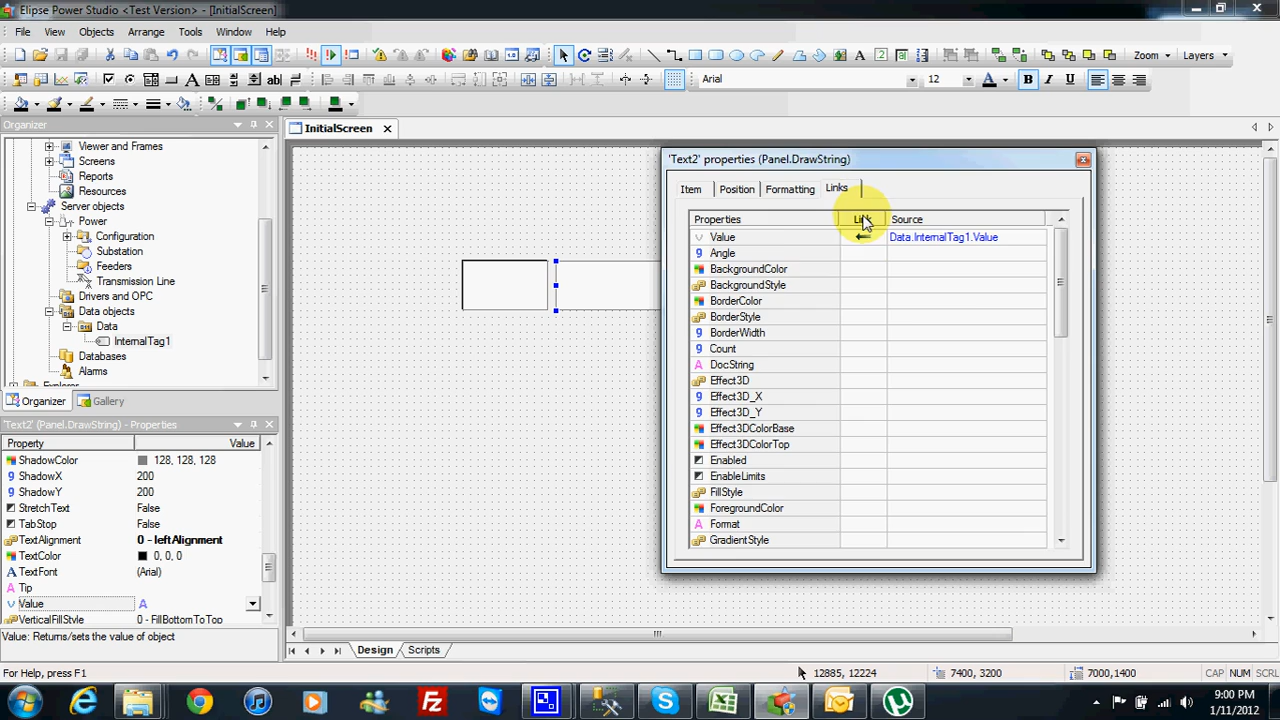 Elipse Power Studio <Test Version> - [InitialScreen]
File View Objects Arrange Tools Window Help
Zoom Layers
Arial 12 B I U
Organizer
Viewer and Frames
Screens
Reports
Resources
Server objects
Power
Configuration
Substation
Feeders
Transmission Line
Drivers and OPC
Data objects
Data
InternalTag1
Databases
Alarms
Organizer Gallery
'Text2' (Panel.DrawString) - Properties
Property Value
ShadowColor 128, 128, 128
ShadowX 200
ShadowY 200
StretchText False
TabStop False
TextAlignment 0 - leftAlignment
TextColor 0, 0, 0
TextFont (Arial)
Tip
Value A
VerticalFillStyle 0 - FillBottomToTop
Value: Returns/sets the value of object
InitialScreen
'Text2' properties (Panel.DrawString)
Item Position Formatting Links
Properties Link Source
Value Data.InternalTag1.Value
Angle
BackgroundColor
BackgroundStyle
BorderColor
BorderStyle
BorderWidth
Count
DocString
Effect3D
Effect3D_X
Effect3D_Y
Effect3DColorBase
Effect3DColorTop
Enabled
EnableLimits
FillStyle
ForegroundColor
Format
GradientStyle
Design Scripts
For Help, press F1
12885, 12224 7400, 3200 7000,1400 CAP NUM SCRL
9:00 PM
1/11/2012